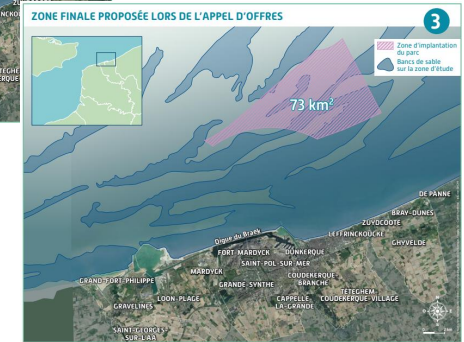 ZONE FINALE PROPOSÉE LORS DE L'APPEL D'OFFRES
3
Zone d'implantation
du parc
Bancs de sable
sur la zone d'étude
73 km²
DE PANNE
BRAY-DUNES
ZUYDCOOTE
GHYVELDE
LEFFRINCKOUCKE
Digue du Braek
DUNKERQUE
FORT-MARDYCK
SAINT-POL-SUR-MER
MARDYCK
COUDEKERQUE
BRANCHE
GRAND-FORT-PHILIPPE
GRANDE-SYNTHE
TÉTEGHEM
COUDEKERQUE-VILLAGE
LOON-PLAGE
CAPPELLE
LA-GRANDE
GRAVELINES
SAINT-GEORGES
SUR-L'AA